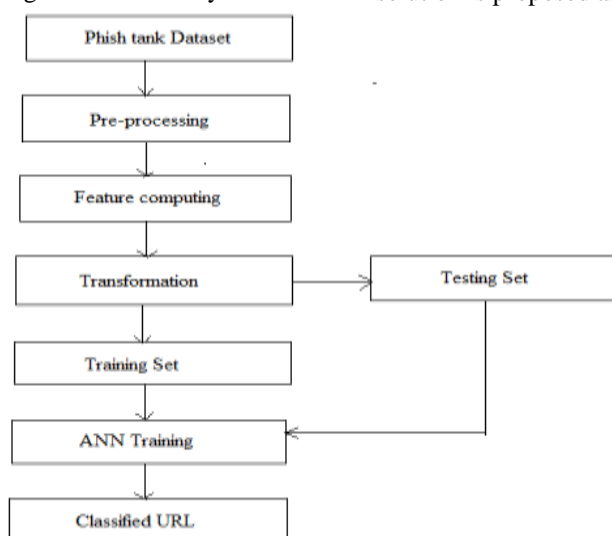 Phish tank Dataset
Pre-processing
Feature computing
Transformation
Testing Set
Training Set
ANN Training
Classified URL